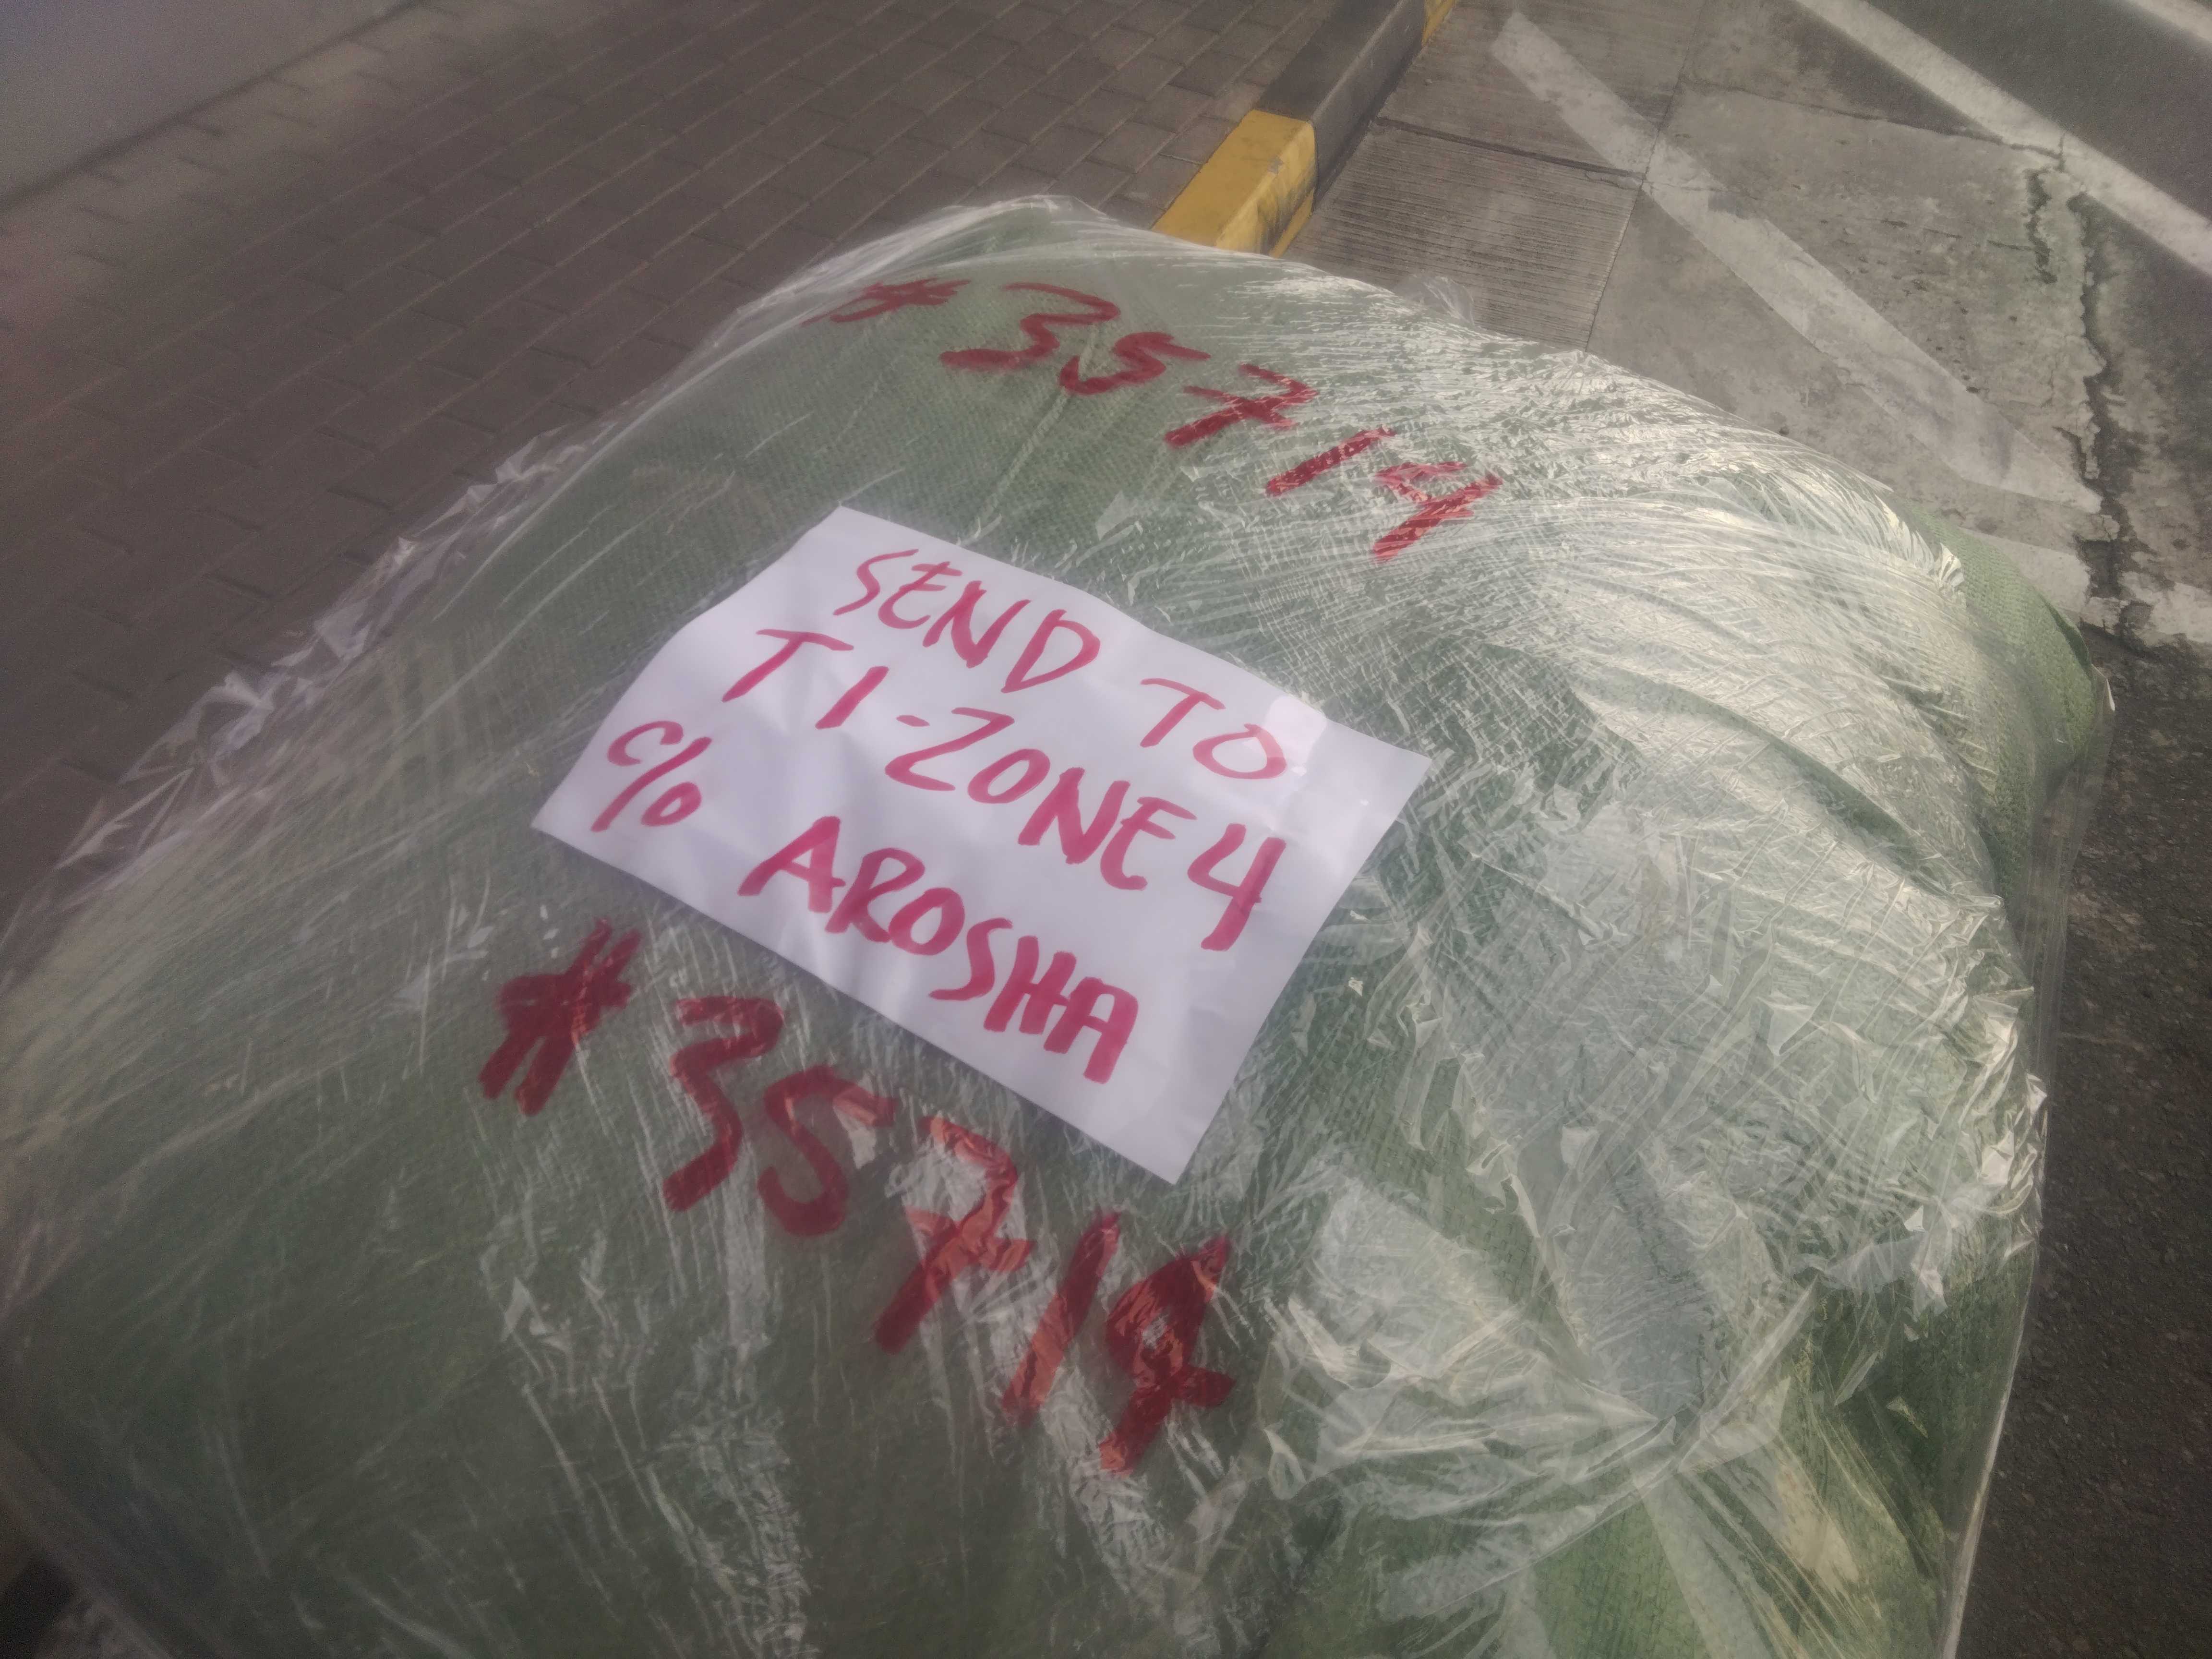 #35714
SEND TO
T1-ZONE 4
c/o AROSHA
#35714